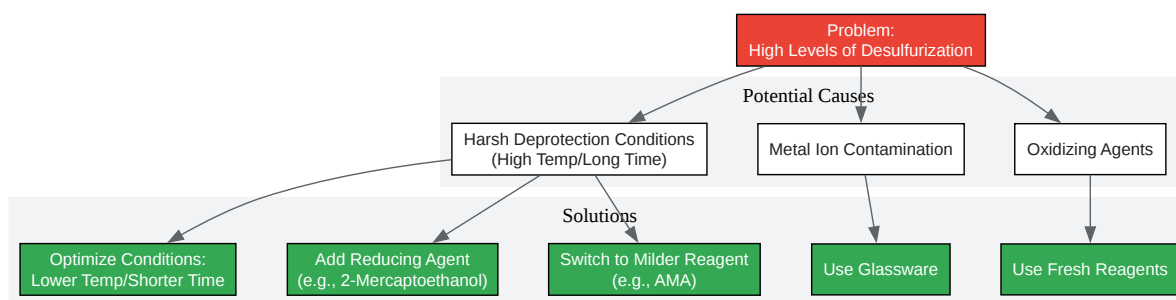 Problem:
High Levels of Desulfurization
Potential Causes
Harsh Deprotection Conditions
(High Temp/Long Time)
Metal Ion Contamination
Oxidizing Agents
Solutions
Optimize Conditions:
Lower Temp/Shorter Time
Add Reducing Agent
(e.g., 2-Mercaptoethanol)
Switch to Milder Reagent
(e.g., AMA)
Use Glassware
Use Fresh Reagents